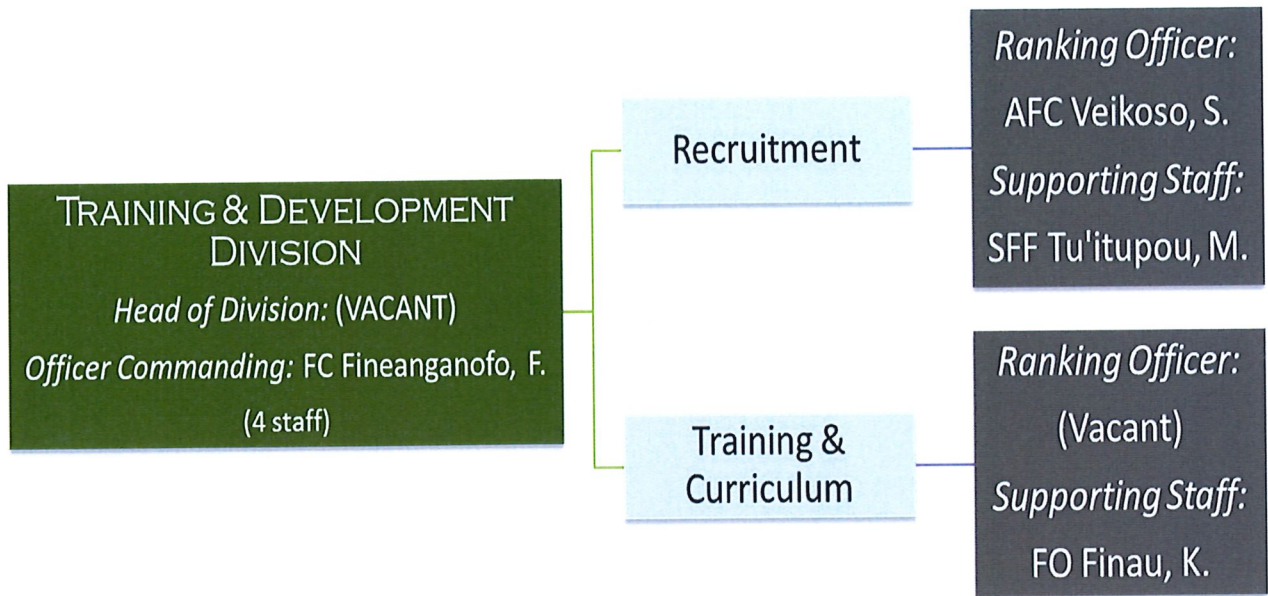 TRAINING & DEVELOPMENT
DIVISION
Head of Division: (VACANT)
Officer Commanding: FC Fineanganofo, F.
(4 staff)
Recruitment
Ranking Officer:
AFC Veikoso, S.
Supporting Staff:
SFF Tu'itupou, M.
Training &
Curriculum
Ranking Officer:
(Vacant)
Supporting Staff:
FO Finau, K.